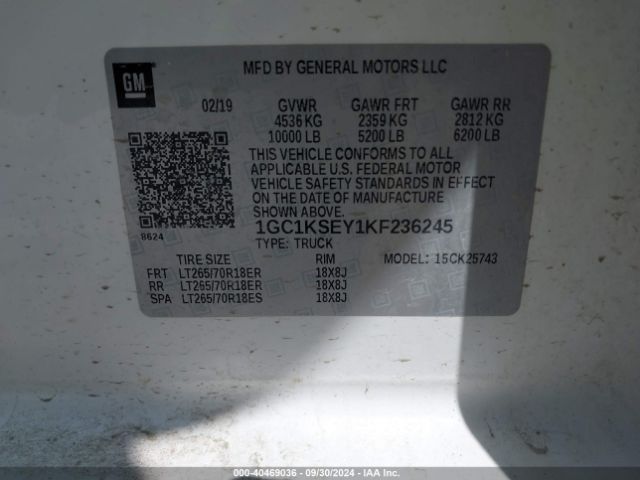 GM
MFD BY GENERAL MOTORS LLC
02/19 GVWR GAWR FRT GAWR RR
4536 KG 2359 KG 2812 KG
10000 LB 5200 LB 6200 LB
THIS VEHICLE CONFORMS TO ALL
APPLICABLE U.S. FEDERAL MOTOR
VEHICLE SAFETY STANDARDS IN EFFECT
ON THE DATE OF MANUFACTURE
SHOWN ABOVE.
8624
1GC1KSEY1KF236245
TYPE: TRUCK
TIRE SIZE RIM MODEL: 15CK25743
FRT LT265/70R18ER 18X8J
RR LT265/70R18ER 18X8J
SPA LT265/70R18ES 18X8J
000-40469036 - 09/30/2024 - IAA Inc.